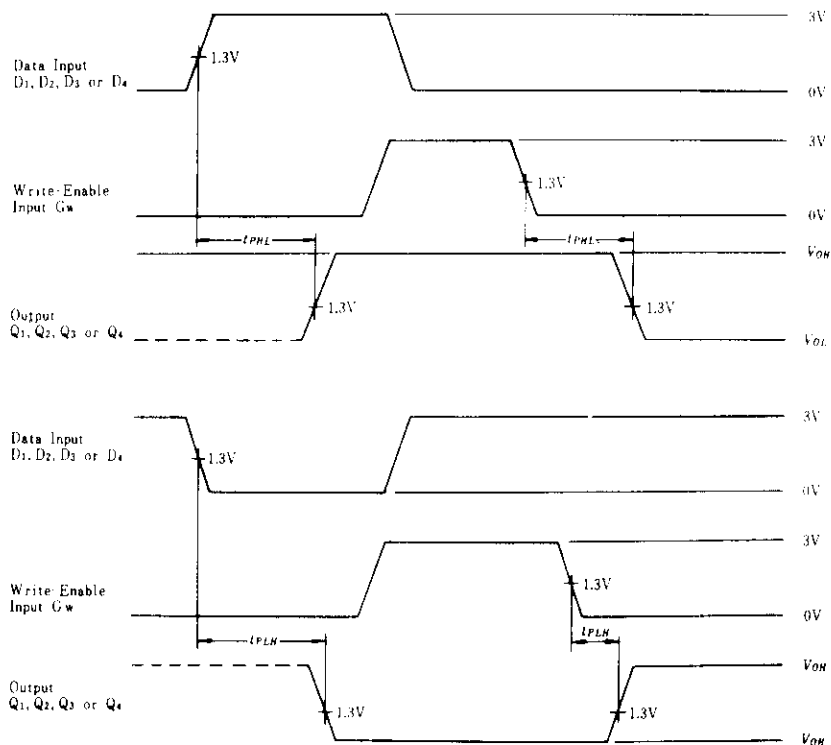 3V
Data Input
D₁, D₂, D₃ or D₄
1.3V
0V
3V
Write-Enable
Input Gw
1.3V
0V
tPHL
tPHL
VOH
Output
Q₁, Q₂, Q₃ or Q₄
1.3V
1.3V
VOL
3V
Data Input
D₁, D₂, D₃ or D₄
1.3V
0V
3V
Write-Enable
Input Gw
1.3V
0V
tPLH
tPLH
VOH
Output
Q₁, Q₂, Q₃ or Q₄
1.3V
1.3V
VOH